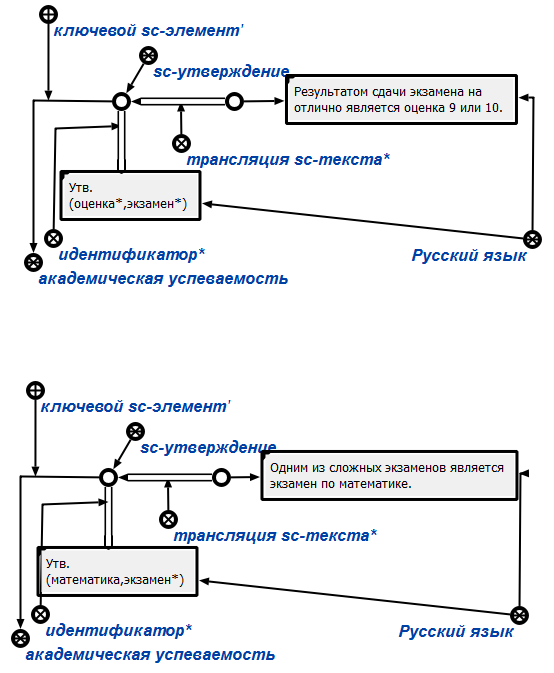 ключевой sc-элемент'
sc-утверждение
Результатом сдачи экзамена на
отлично является оценка 9 или 10.
трансляция sc-текста*
Утв.
(оценка*,экзамен*)
идентификатор*
Русский язык
академическая успеваемость
ключевой sc-элемент'
sc-утверждение
Одним из сложных экзаменов является
экзамен по математике.
трансляция sc-текста*
Утв.
(математика,экзамен*)
идентификатор*
Русский язык
академическая успеваемость